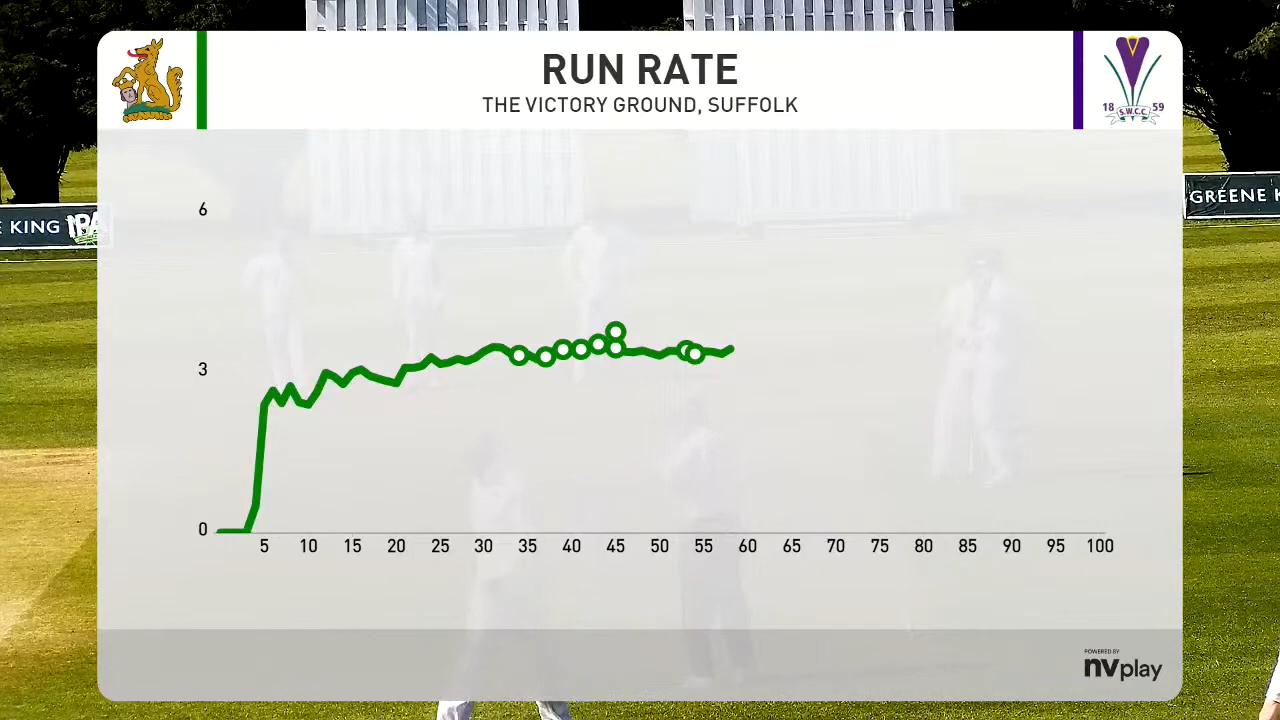 RUN RATE
THE VICTORY GROUND, SUFFOLK
18 S.W.C.C. 59
E KING IPA
GREENE K
6
3
0
5 10 15 20 25 30 35 40 45 50 55 60 65 70 75 80 85 90 95 100
POWERED BY
nvplay